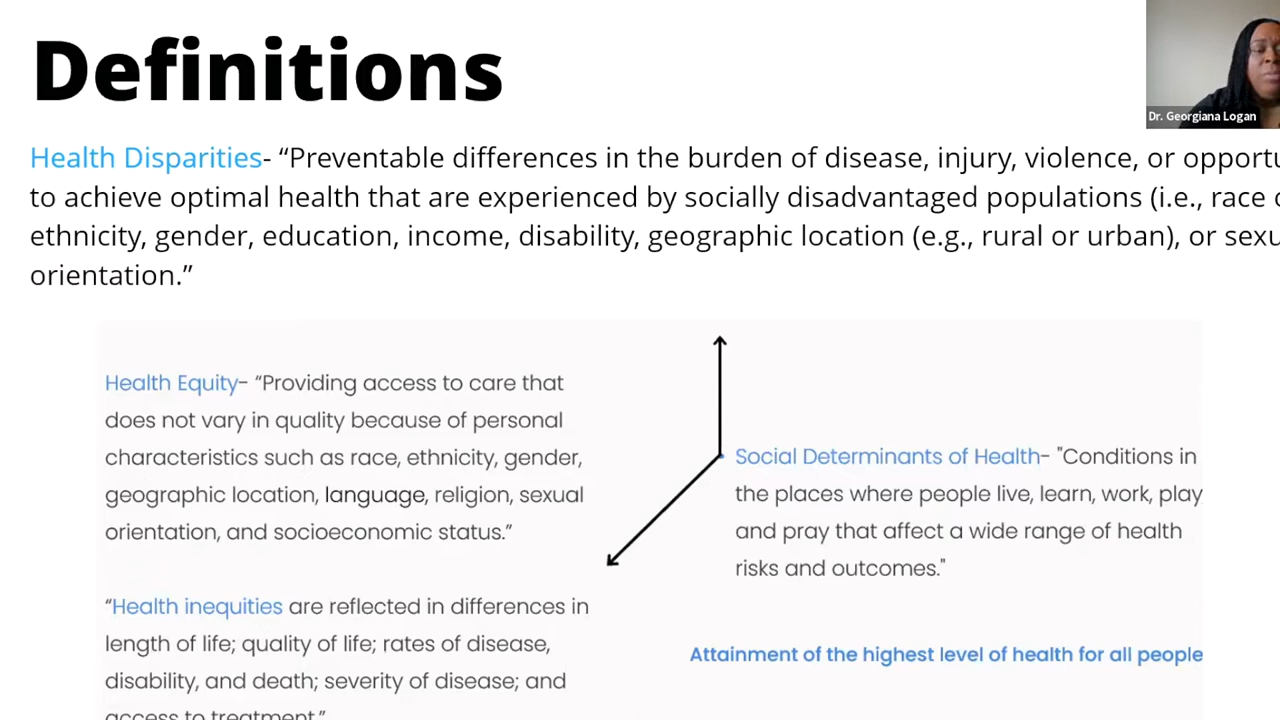 Definitions
Dr. Georgiana Logan
Health Disparities- “Preventable differences in the burden of disease, injury, violence, or
to achieve optimal health that are experienced by socially disadvantaged populations (i.e., race
ethnicity, gender, education, income, disability, geographic location (e.g., rural or urban), or
orientation.”
Health Equity- “Providing access to care that
does not vary in quality because of personal
characteristics such as race, ethnicity, gender,
geographic location, language, religion, sexual
orientation, and socioeconomic status.”
“Health inequities are reflected in differences in
length of life; quality of life; rates of disease,
disability, and death; severity of disease; and
access to treatment.”
Social Determinants of Health- "Conditions in
the places where people live, learn, work, play
and pray that affect a wide range of health
risks and outcomes."
Attainment of the highest level of health for all people